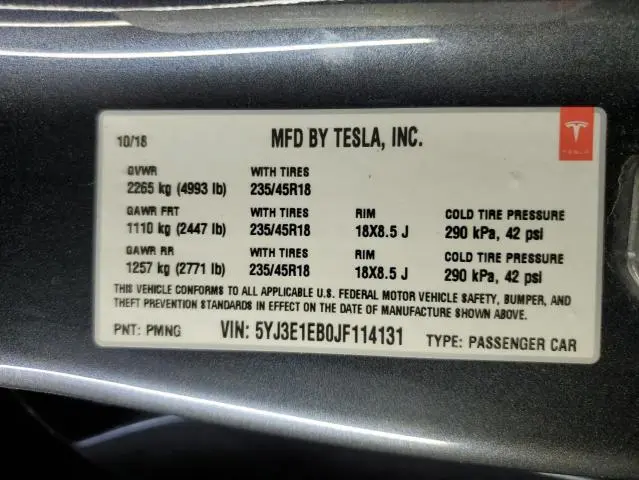 10/18 MFD BY TESLA, INC.
TESLA
GVWR WITH TIRES
2265 kg (4993 lb) 235/45R18
GAWR FRT WITH TIRES RIM COLD TIRE PRESSURE
1110 kg (2447 lb) 235/45R18 18X8.5 J 290 kPa, 42 psi
GAWR RR WITH TIRES RIM COLD TIRE PRESSURE
1257 kg (2771 lb) 235/45R18 18X8.5 J 290 kPa, 42 psi
THIS VEHICLE CONFORMS TO ALL APPLICABLE U.S. FEDERAL MOTOR VEHICLE SAFETY, BUMPER, AND
THEFT PREVENTION STANDARDS IN EFFECT ON THE DATE OF MANUFACTURE SHOWN ABOVE.
PNT: PMNG VIN: 5YJ3E1EB0JF114131 TYPE: PASSENGER CAR